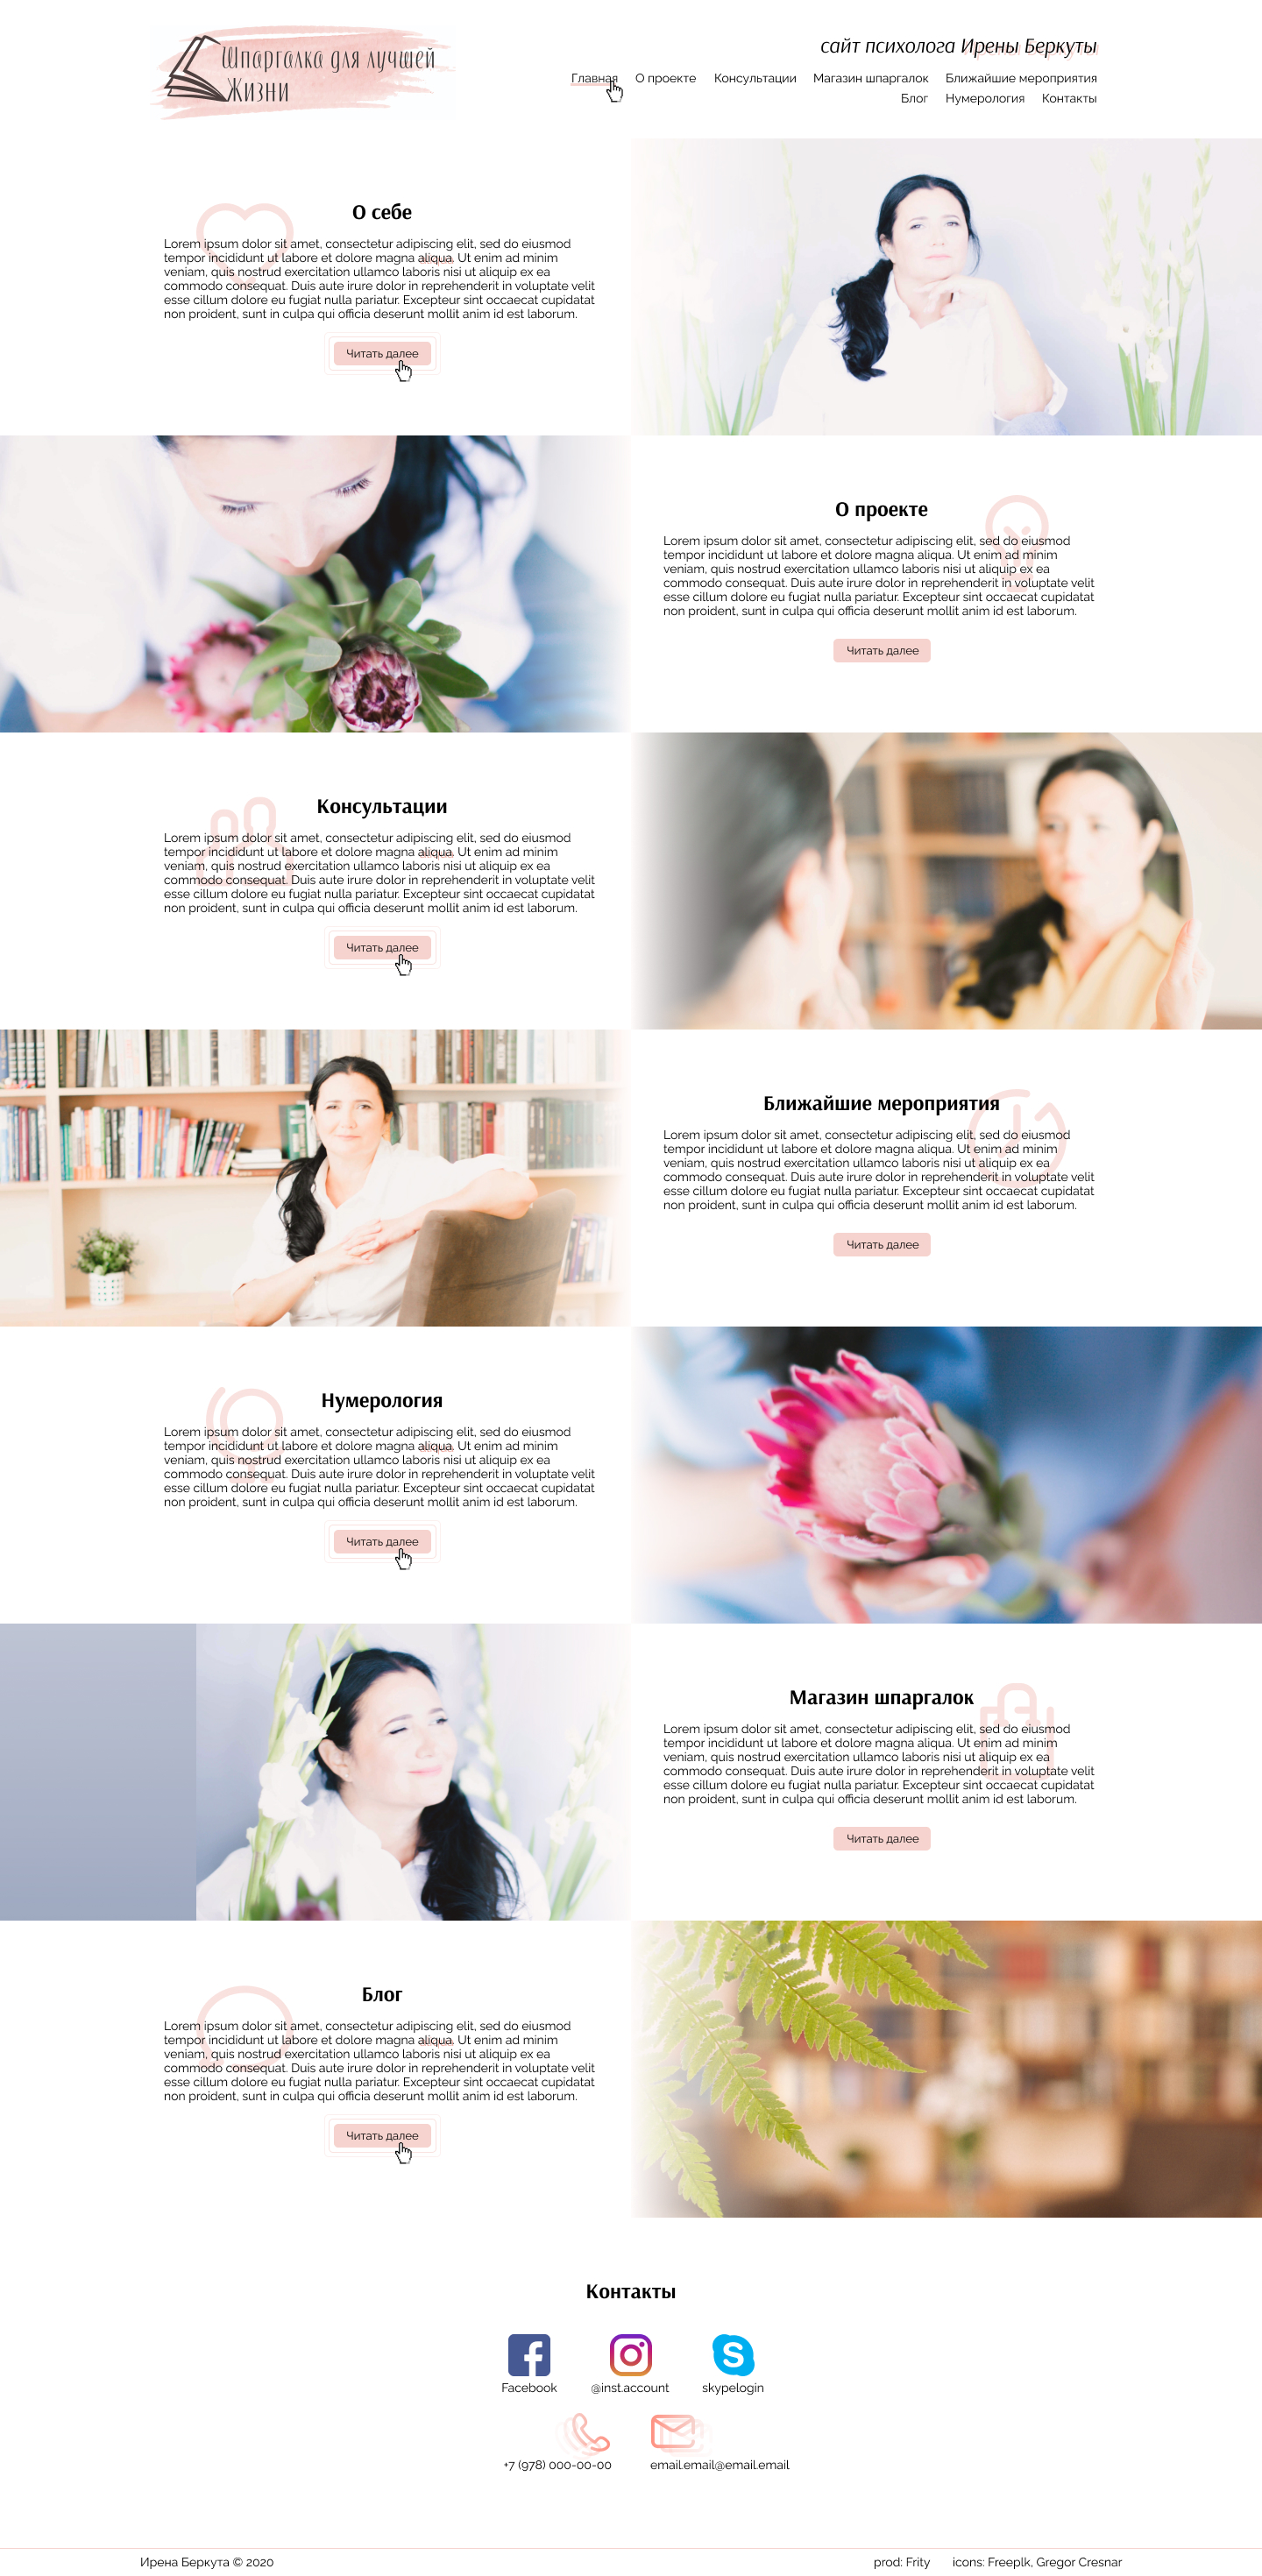 Шпаргалка для лучшей
Жизни
сайт психолога Ирены Беркуты
Главная О проекте Консультации Магазин шпаргалок Ближайшие мероприятия
Блог Нумерология Контакты
О себе
Lorem ipsum dolor sit amet, consectetur adipiscing elit, sed do eiusmod
tempor incididunt ut labore et dolore magna aliqua. Ut enim ad minim
veniam, quis nostrud exercitation ullamco laboris nisi ut aliquip ex ea
commodo consequat. Duis aute irure dolor in reprehenderit in voluptate velit
esse cillum dolore eu fugiat nulla pariatur. Excepteur sint occaecat cupidatat
non proident, sunt in culpa qui officia deserunt mollit anim id est laborum.
Читать далее
О проекте
Lorem ipsum dolor sit amet, consectetur adipiscing elit, sed do eiusmod
tempor incididunt ut labore et dolore magna aliqua. Ut enim ad minim
veniam, quis nostrud exercitation ullamco laboris nisi ut aliquip ex ea
commodo consequat. Duis aute irure dolor in reprehenderit in voluptate velit
esse cillum dolore eu fugiat nulla pariatur. Excepteur sint occaecat cupidatat
non proident, sunt in culpa qui officia deserunt mollit anim id est laborum.
Читать далее
Консультации
Lorem ipsum dolor sit amet, consectetur adipiscing elit, sed do eiusmod
tempor incididunt ut labore et dolore magna aliqua. Ut enim ad minim
veniam, quis nostrud exercitation ullamco laboris nisi ut aliquip ex ea
commodo consequat. Duis aute irure dolor in reprehenderit in voluptate velit
esse cillum dolore eu fugiat nulla pariatur. Excepteur sint occaecat cupidatat
non proident, sunt in culpa qui officia deserunt mollit anim id est laborum.
Читать далее
Ближайшие мероприятия
Lorem ipsum dolor sit amet, consectetur adipiscing elit, sed do eiusmod
tempor incididunt ut labore et dolore magna aliqua. Ut enim ad minim
veniam, quis nostrud exercitation ullamco laboris nisi ut aliquip ex ea
commodo consequat. Duis aute irure dolor in reprehenderit in voluptate velit
esse cillum dolore eu fugiat nulla pariatur. Excepteur sint occaecat cupidatat
non proident, sunt in culpa qui officia deserunt mollit anim id est laborum.
Читать далее
Нумерология
Lorem ipsum dolor sit amet, consectetur adipiscing elit, sed do eiusmod
tempor incididunt ut labore et dolore magna aliqua. Ut enim ad minim
veniam, quis nostrud exercitation ullamco laboris nisi ut aliquip ex ea
commodo consequat. Duis aute irure dolor in reprehenderit in voluptate velit
esse cillum dolore eu fugiat nulla pariatur. Excepteur sint occaecat cupidatat
non proident, sunt in culpa qui officia deserunt mollit anim id est laborum.
Читать далее
Магазин шпаргалок
Lorem ipsum dolor sit amet, consectetur adipiscing elit, sed do eiusmod
tempor incididunt ut labore et dolore magna aliqua. Ut enim ad minim
veniam, quis nostrud exercitation ullamco laboris nisi ut aliquip ex ea
commodo consequat. Duis aute irure dolor in reprehenderit in voluptate velit
esse cillum dolore eu fugiat nulla pariatur. Excepteur sint occaecat cupidatat
non proident, sunt in culpa qui officia deserunt mollit anim id est laborum.
Читать далее
Блог
Lorem ipsum dolor sit amet, consectetur adipiscing elit, sed do eiusmod
tempor incididunt ut labore et dolore magna aliqua. Ut enim ad minim
veniam, quis nostrud exercitation ullamco laboris nisi ut aliquip ex ea
commodo consequat. Duis aute irure dolor in reprehenderit in voluptate velit
esse cillum dolore eu fugiat nulla pariatur. Excepteur sint occaecat cupidatat
non proident, sunt in culpa qui officia deserunt mollit anim id est laborum.
Читать далее
Контакты
Facebook @inst.account skypelogin
+7 (978) 000-00-00 email.email@email.email
Ирена Беркута © 2020 prod: Frity icons: Freeplk, Gregor Cresnar